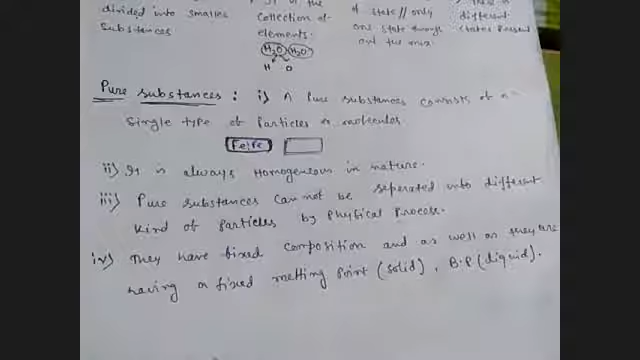 divided into smaller
substances
collection of
elements.
H₂O H₂O
H O
of state// only
one state through
out the mix.
different
states Present
Pure substances : i) A Pure substances consists of a
single type of Particles or molecules
Fe|Fe
ii) It is always Homogeneous in nature.
iii) Pure substances can not be seperated into different
kind of Particles by Physical Process.
iv) They have fixed composition and as well as they are
having a fixed melting point (solid), B.P (liquid).